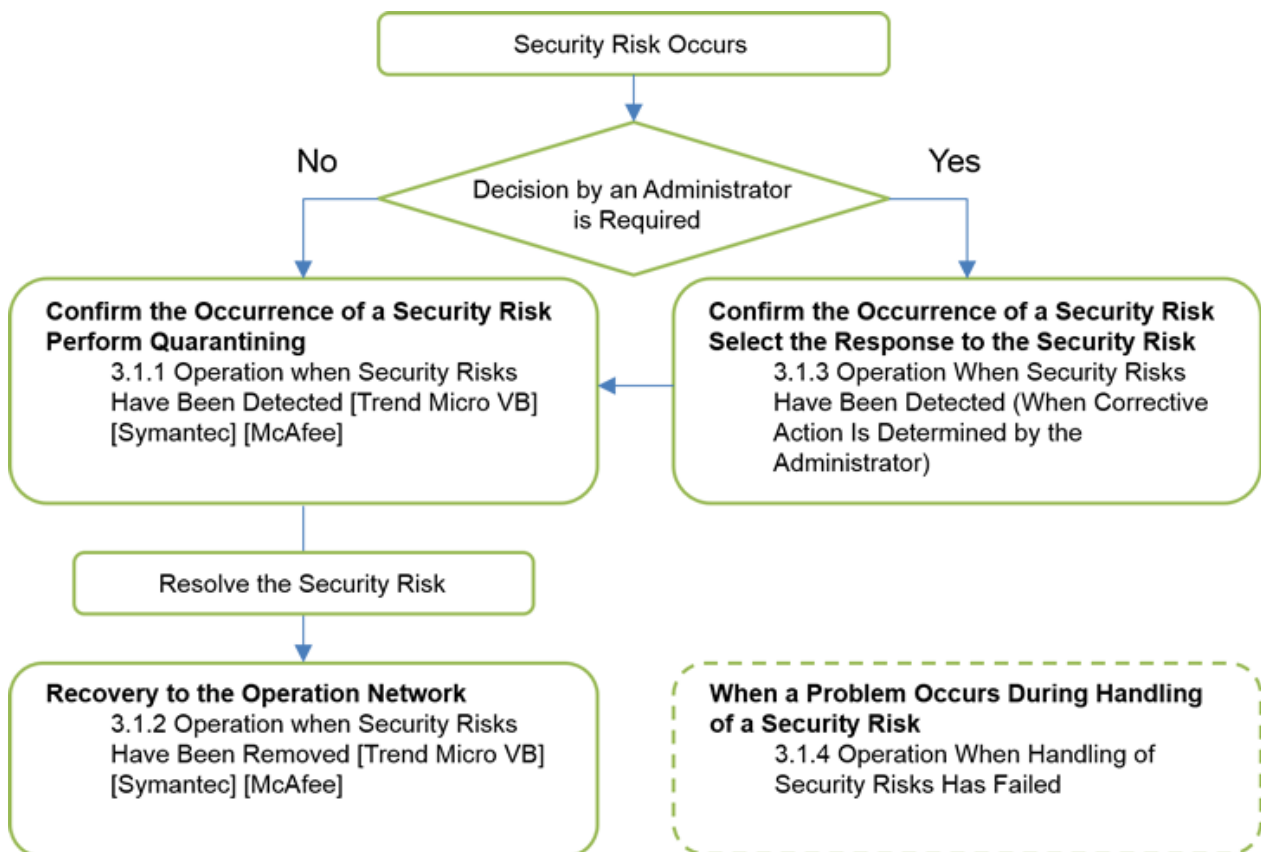 Security Risk Occurs
No
Yes
Decision by an Administrator
is Required
Confirm the Occurrence of a Security Risk
Perform Quarantining
3.1.1 Operation when Security Risks
Have Been Detected [Trend Micro VB]
[Symantec] [McAfee]
Confirm the Occurrence of a Security Risk
Select the Response to the Security Risk
3.1.3 Operation When Security Risks
Have Been Detected (When Corrective
Action Is Determined by the
Administrator)
Resolve the Security Risk
Recovery to the Operation Network
3.1.2 Operation when Security Risks
Have Been Removed [Trend Micro VB]
[Symantec] [McAfee]
When a Problem Occurs During Handling
of a Security Risk
3.1.4 Operation When Handling of
Security Risks Has Failed